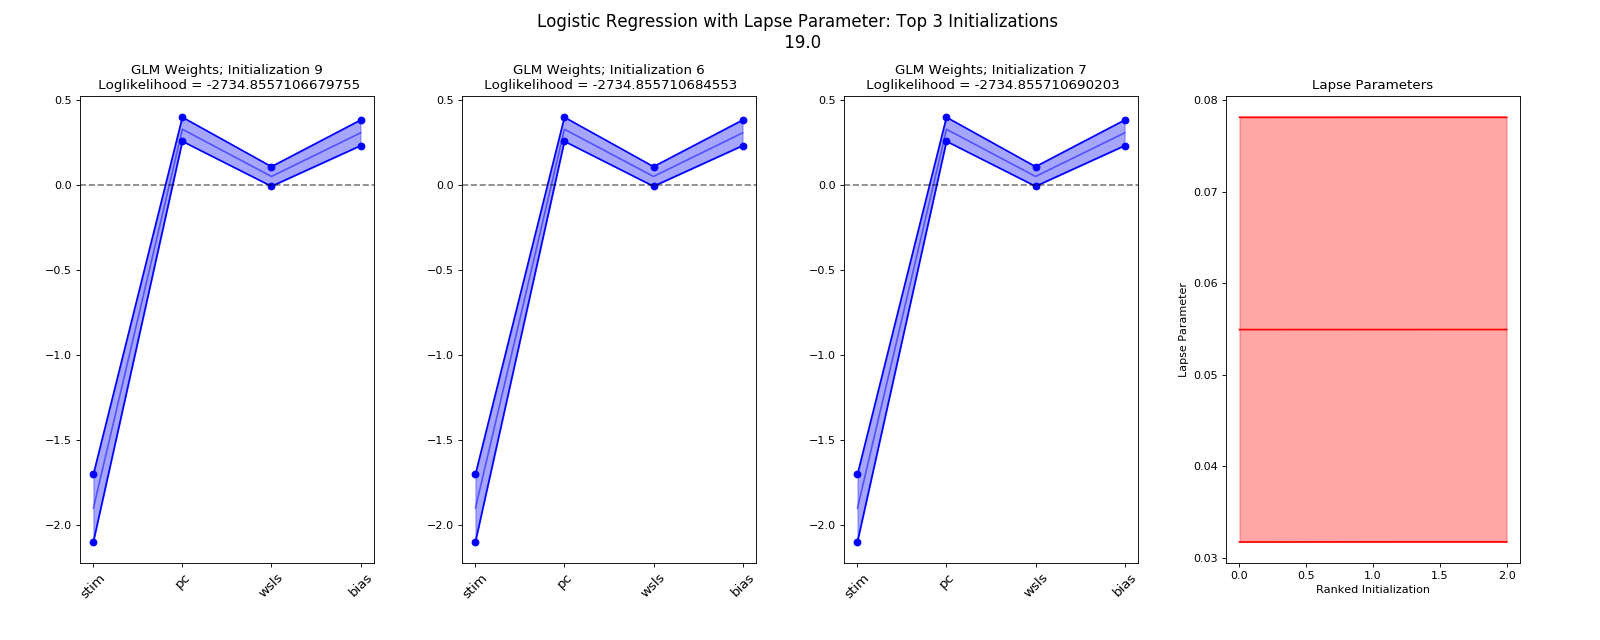 Logistic Regression with Lapse Parameter: Top 3 Initializations
19.0
GLM Weights; Initialization 9
Loglikelihood = -2734.8557106679755
0.5
0.0
−0.5
−1.0
−1.5
−2.0
stim
pc
wsls
bias
GLM Weights; Initialization 6
Loglikelihood = -2734.855710684553
0.5
0.0
−0.5
−1.0
−1.5
−2.0
stim
pc
wsls
bias
GLM Weights; Initialization 7
Loglikelihood = -2734.855710690203
0.5
0.0
−0.5
−1.0
−1.5
−2.0
stim
pc
wsls
bias
Lapse Parameters
Lapse Parameter
0.08
0.07
0.06
0.05
0.04
0.03
0.0 0.5 1.0 1.5 2.0
Ranked Initialization